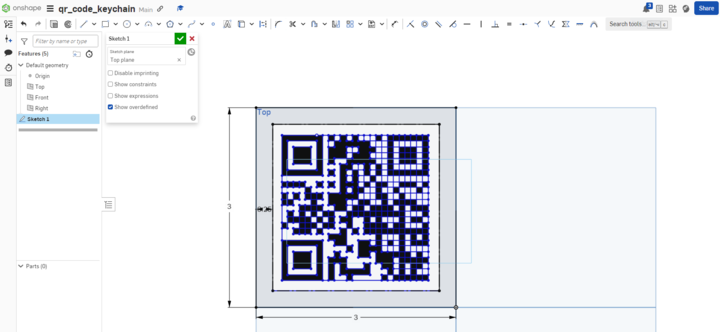 onshape
qr_code_keychain Main
3
Share
Search tools... alt/⌥ c
Filter by name or type
Features (5)
Default geometry
Origin
Top
Front
Right
Sketch 1
Parts (0)
Sketch 1
Sketch plane
Top plane
Disable imprinting
Show constraints
Show expressions
Show overdefined
Top
3
3